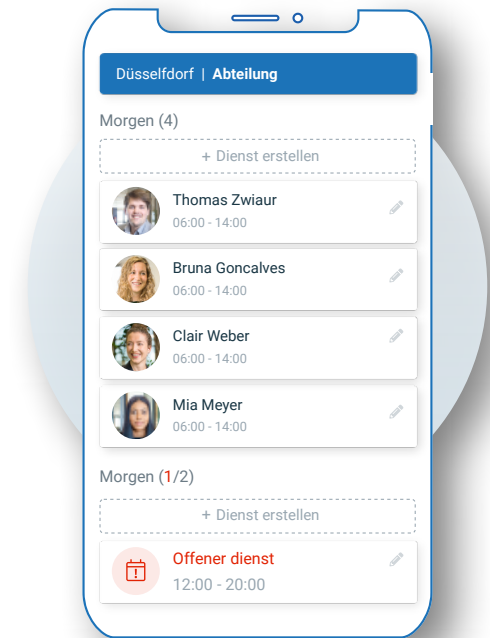 Düsselfdorf | Abteilung
Morgen (4)
+ Dienst erstellen
Thomas Zwiaur
06:00 - 14:00
Bruna Goncalves
06:00 - 14:00
Clair Weber
06:00 - 14:00
Mia Meyer
06:00 - 14:00
Morgen (1/2)
+ Dienst erstellen
Offener dienst
12:00 - 20:00